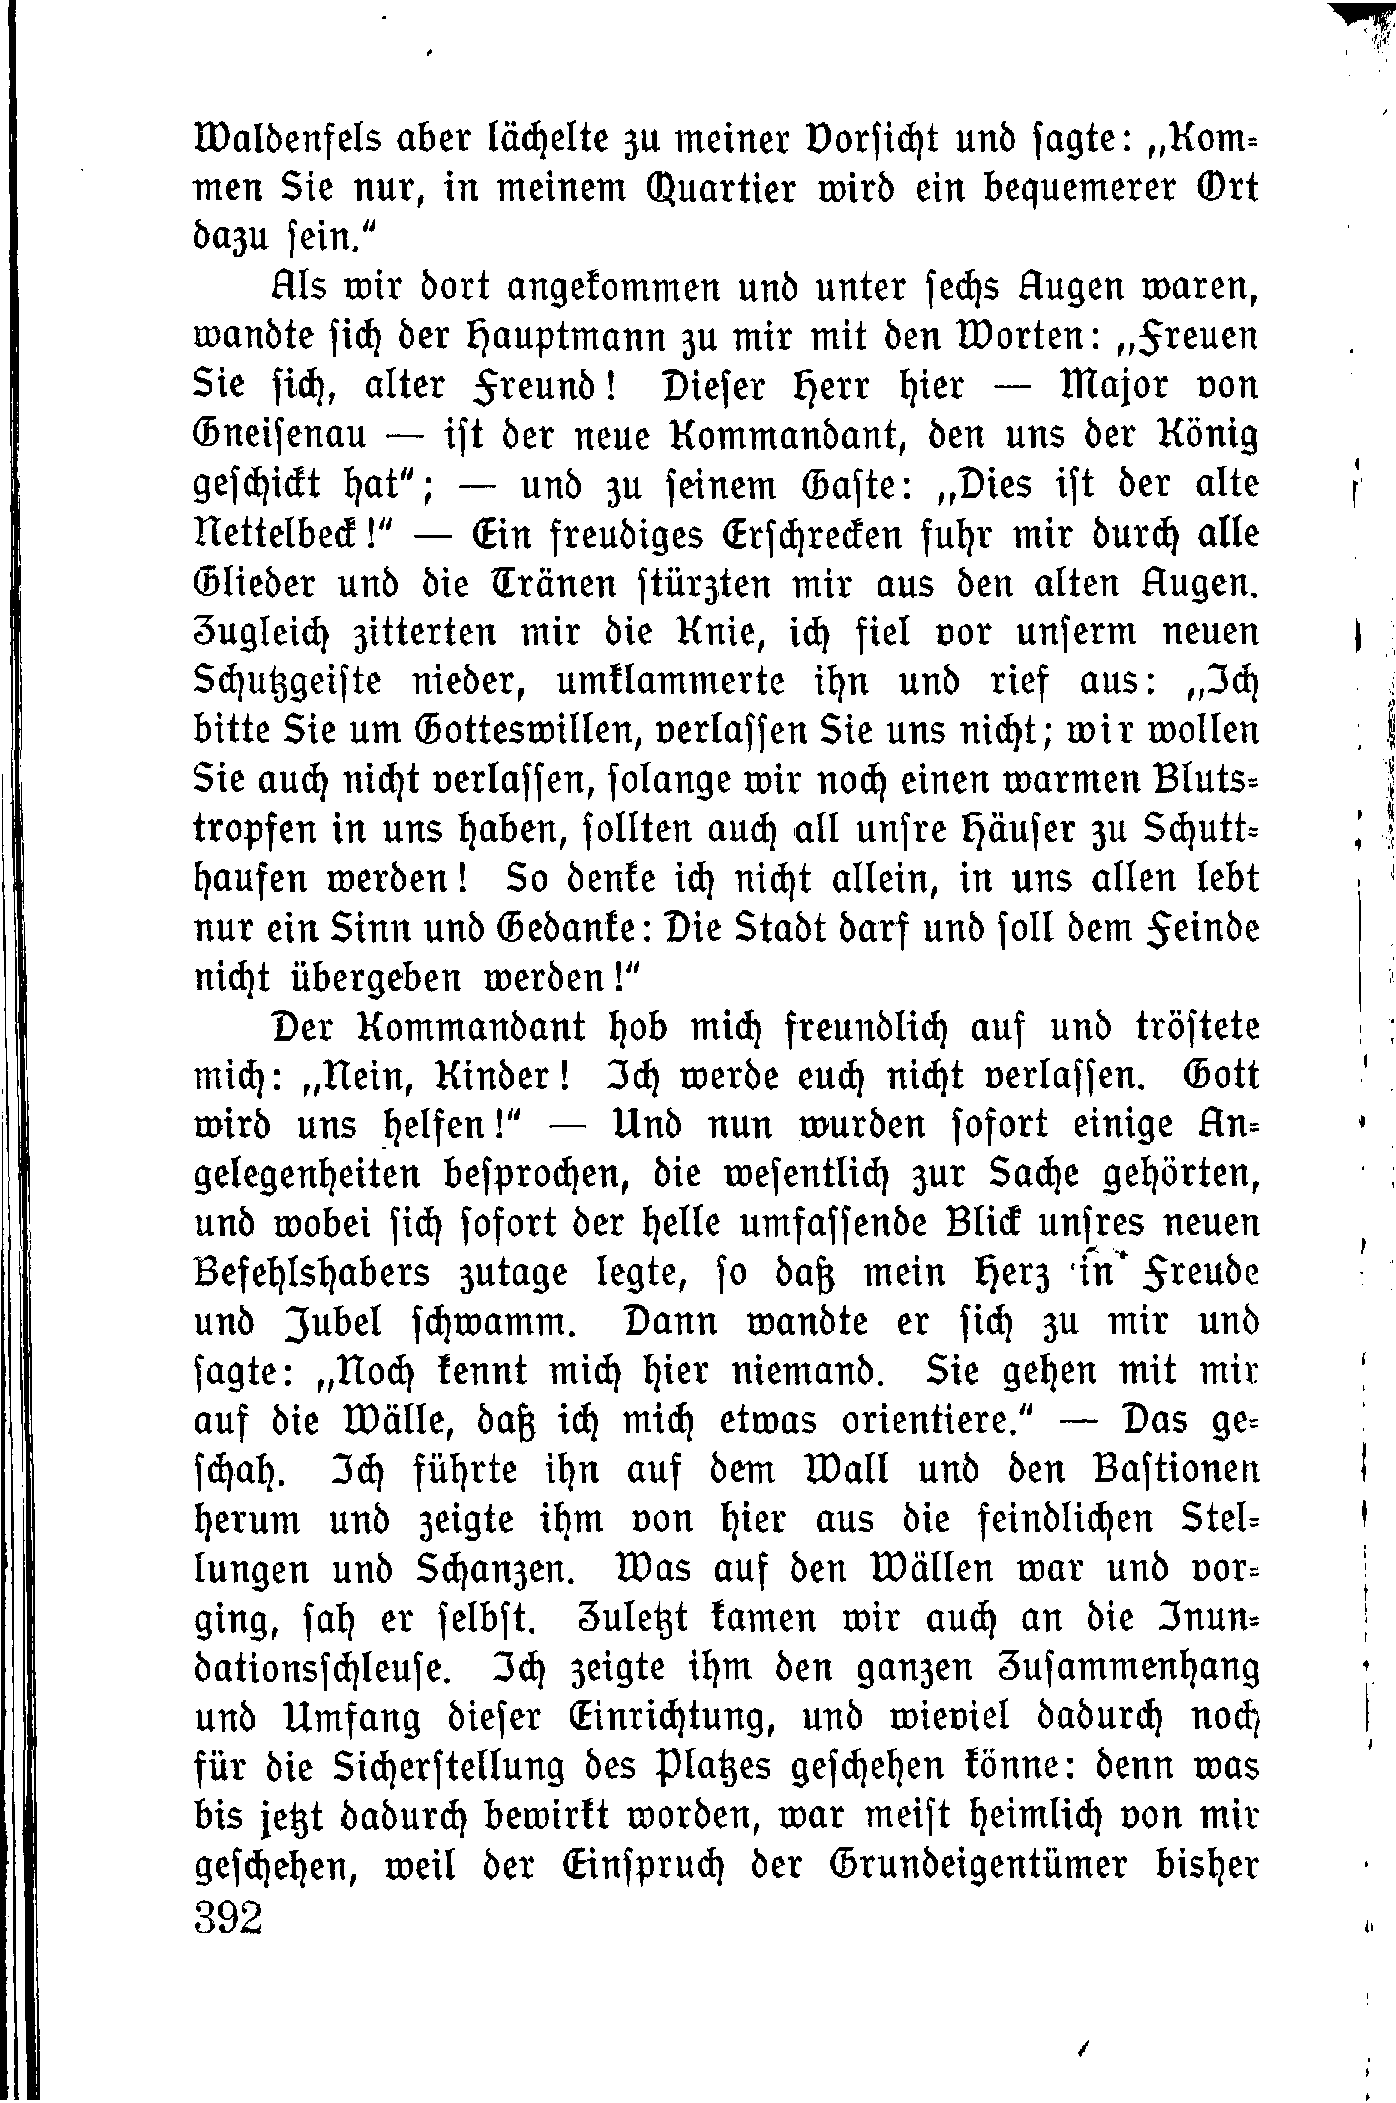 Waldenfels aber lächelte zu meiner Vorsicht und sagte: „Kom-
men Sie nur, in meinem Quartier wird ein bequemerer Ort
dazu sein.“
Als wir dort angekommen und unter sechs Augen waren,
wandte sich der Hauptmann zu mir mit den Worten: „Freuen
Sie sich, alter Freund! Dieser Herr hier — Major von
Gneisenau — ist der neue Kommandant, den uns der König
geschickt hat“; — und zu seinem Gaste: „Dies ist der alte
Nettelbeck!“ — Ein freudiges Erschrecken fuhr mir durch alle
Glieder und die Tränen stürzten mir aus den alten Augen.
Zugleich zitterten mir die Knie, ich fiel vor unserm neuen
Schutzgeiste nieder, umklammerte ihn und rief aus: „Ich
bitte Sie um Gotteswillen, verlassen Sie uns nicht; wir wollen
Sie auch nicht verlassen, solange wir noch einen warmen Bluts-
tropfen in uns haben, sollten auch all unsre Häuser zu Schutt-
haufen werden! So denke ich nicht allein, in uns allen lebt
nur ein Sinn und Gedanke: Die Stadt darf und soll dem Feinde
nicht übergeben werden!“
Der Kommandant hob mich freundlich auf und tröstete
mich: „Nein, Kinder! Ich werde euch nicht verlassen. Gott
wird uns helfen!“ — Und nun wurden sofort einige An-
gelegenheiten besprochen, die wesentlich zur Sache gehörten,
und wobei sich sofort der helle umfassende Blick unsres neuen
Befehlshabers zutage legte, so daß mein Herz in Freude
und Jubel schwamm. Dann wandte er sich zu mir und
sagte: „Noch kennt mich hier niemand. Sie gehen mit mir
auf die Wälle, daß ich mich etwas orientiere.“ — Das ge-
schah. Ich führte ihn auf dem Wall und den Bastionen
herum und zeigte ihm von hier aus die feindlichen Stel-
lungen und Schanzen. Was auf den Wällen war und vor-
ging, sah er selbst. Zuletzt kamen wir auch an die Inun-
dationsschleuse. Ich zeigte ihm den ganzen Zusammenhang
und Umfang dieser Einrichtung, und wieviel dadurch noch
für die Sicherstellung des Platzes geschehen könne: denn was
bis jetzt dadurch bewirkt worden, war meist heimlich von mir
geschehen, weil der Einspruch der Grundeigentümer bisher
392